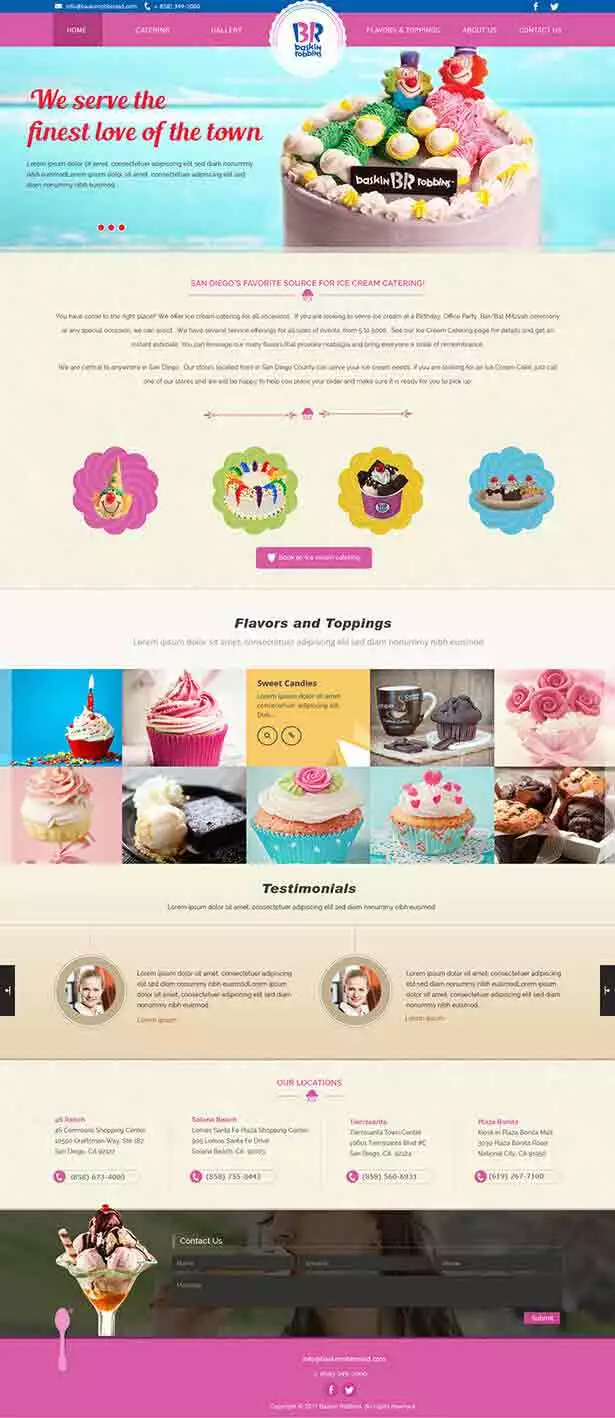 info@baskinrobbinssd.com + (858) 349-2000
HOME CATERING GALLERY FLAVORS & TOPPINGS ABOUT US CONTACT US
BR
baskin
robbins
We serve the
finest love of the town
Lorem ipsum dolor sit amet, consectetuer adipiscing elit, sed diam nonummy
nibh euismodLorem ipsum dolor sit amet, consectetuer adipiscing elit, sed diam
nonummy nibh euismod
baskin BR robbins
SAN DIEGO'S FAVORITE SOURCE FOR ICE CREAM CATERING!
You have come to the right place! We offer ice cream catering for all occasions. If you are looking to serve ice cream at a Birthday, Office Party, Bar/Bat Mitzvah ceremony
or any special occasion, we can assist. We have several service offerings for all sizes of events, from 5 to 5000. See our Ice Cream Catering page for details and get an
instant estimate. You can leverage our many flavors that provoke nostalgia and bring everyone a smile of remembrance.
We are central to anywhere in San Diego. Our stores located here in San Diego County can serve your ice cream needs. If you are looking for an Ice Cream Cake, just call
one of our stores and we will be happy to help you place your order and make sure it is ready for you to pick up.
BR
Book an ice cream catering
Flavors and Toppings
Lorem ipsum dolor sit amet, consectetuer adipiscing elit, sed diam nonummy nibh euismod
Sweet Candies
Lorem ipsum dolor sit amet
consectetuer adipiscing elit.
Duis...
Testimonials
Lorem ipsum dolor sit amet, consectetuer adipiscing elit, sed diam nonummy nibh euismod
Lorem ipsum dolor sit amet, consectetuer adipiscing elit,
sed diam nonummy nibh euismodLorem ipsum dolor sit
amet, consectetuer adipiscing elit, sed diam nonummy
nibh euismod.
Lorem ipsum
Lorem ipsum dolor sit amet, consectetuer adipiscing elit,
sed diam nonummy nibh euismodLorem ipsum dolor sit
amet, consectetuer adipiscing elit, sed diam nonummy
nibh euismod.
Lorem ipsum
OUR LOCATIONS
4S Ranch
4S Commons Shopping Center
10550 Craftsman Way, Ste 187
San Diego, CA 92127
(858) 673-4000
Solana Beach
Lomas Santa Fe Plaza Shopping Center
905 Lomas Santa Fe Drive
Solana Beach, CA
(858) 755-0443
Tierrasanta
Tierrasanta Town Center
10601 Tierrasanta Blvd #C
San Diego, CA 92124
(858) 560-6931
Plaza Bonita
Kiosk in Plaza Bonita Mall
3030 Plaza Bonita Road
National City, CA 91950
(619) 267-7100
Contact Us
Name Phone
Message
Submit
info@baskinrobbinssd.com
+ (858) 349-2000
Copyright © 2017 Baskin Robbins. All rights reserved